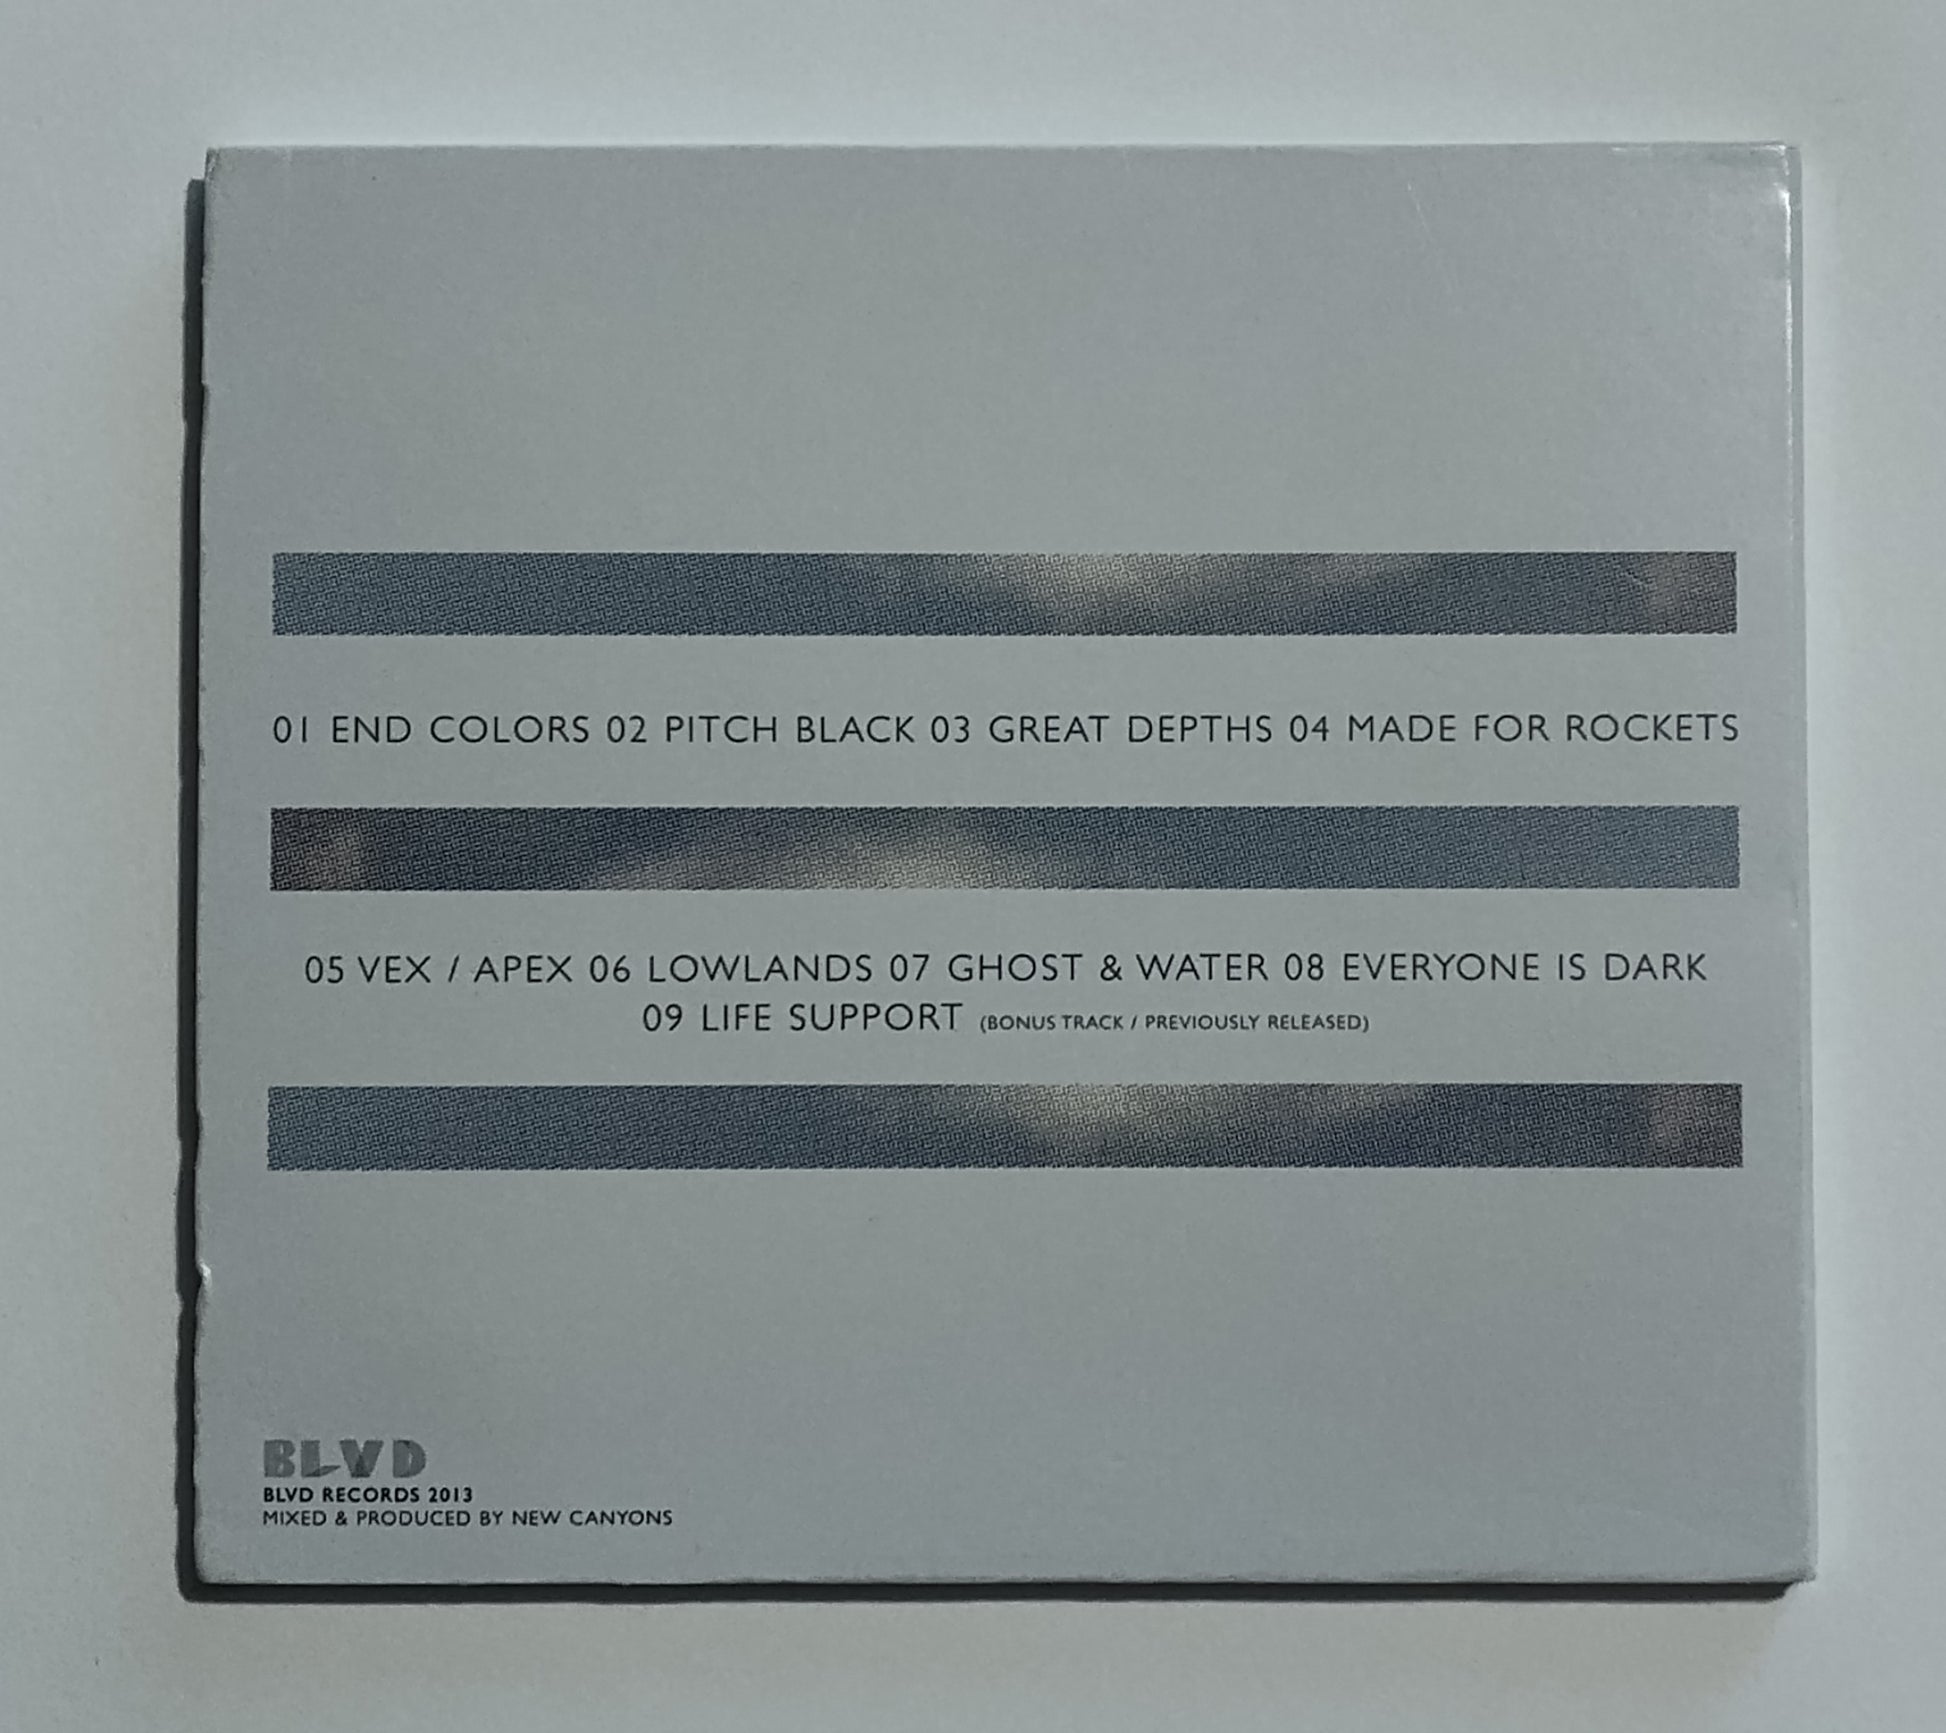 01 END COLORS 02 PITCH BLACK 03 GREAT DEPTHS 04 MADE FOR ROCKETS
05 VEX / APEX 06 LOWLANDS 07 GHOST & WATER 08 EVERYONE IS DARK
09 LIFE SUPPORT (BONUS TRACK / PREVIOUSLY RELEASED)
BLVD
BLVD RECORDS 2013
MIXED & PRODUCED BY NEW CANYONS